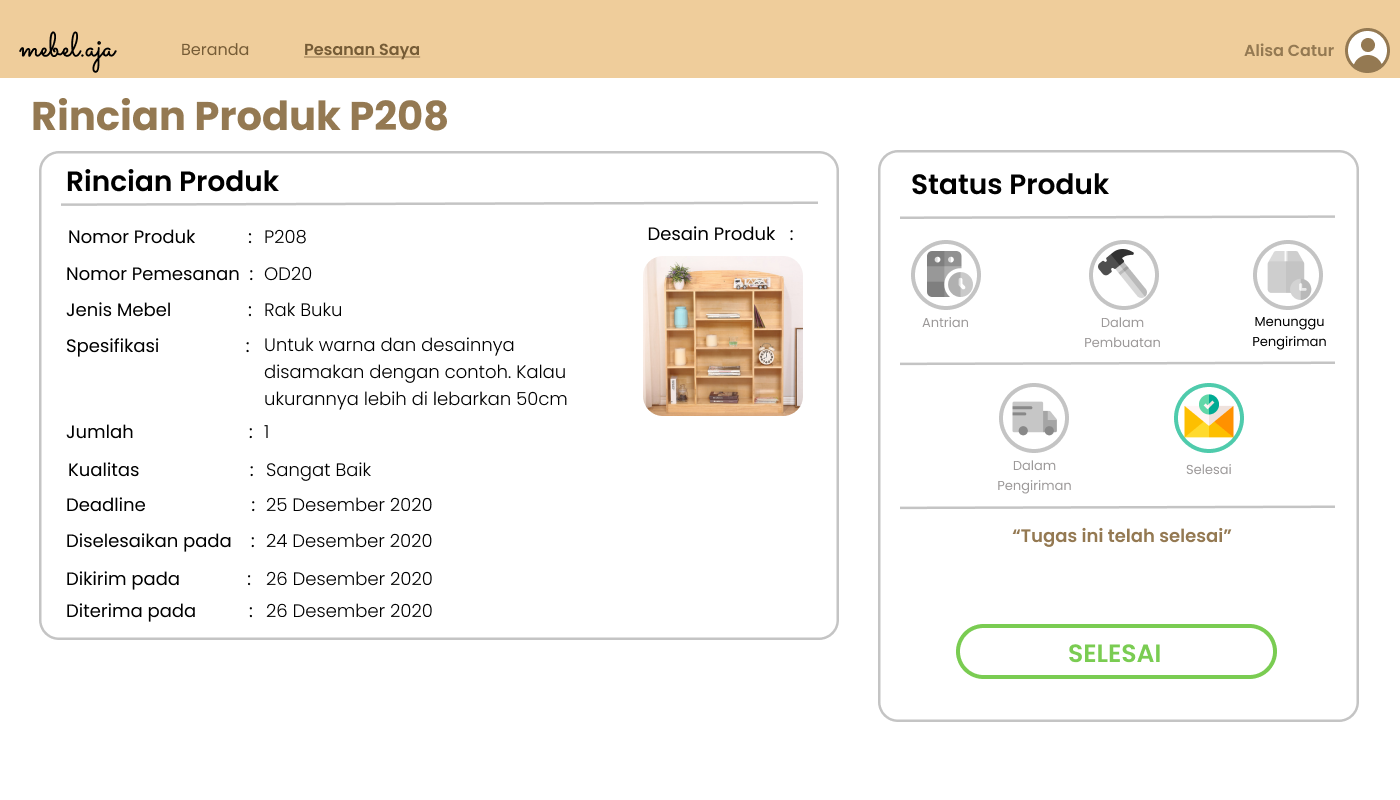 mebel.aja
Beranda
Pesanan Saya
Alisa Catur
Rincian Produk P208
Rincian Produk
Nomor Produk : P208
Nomor Pemesanan : OD20
Jenis Mebel : Rak Buku
Spesifikasi : Untuk warna dan desainnya
disamakan dengan contoh. Kalau
ukurannya lebih di lebarkan 50cm
Jumlah : 1
Kualitas : Sangat Baik
Deadline : 25 Desember 2020
Diselesaikan pada : 24 Desember 2020
Dikirim pada : 26 Desember 2020
Diterima pada : 26 Desember 2020
Desain Produk :
Status Produk
Antrian
Dalam
Pembuatan
Menunggu
Pengiriman
Dalam
Pengiriman
Selesai
“Tugas ini telah selesai”
SELESAI